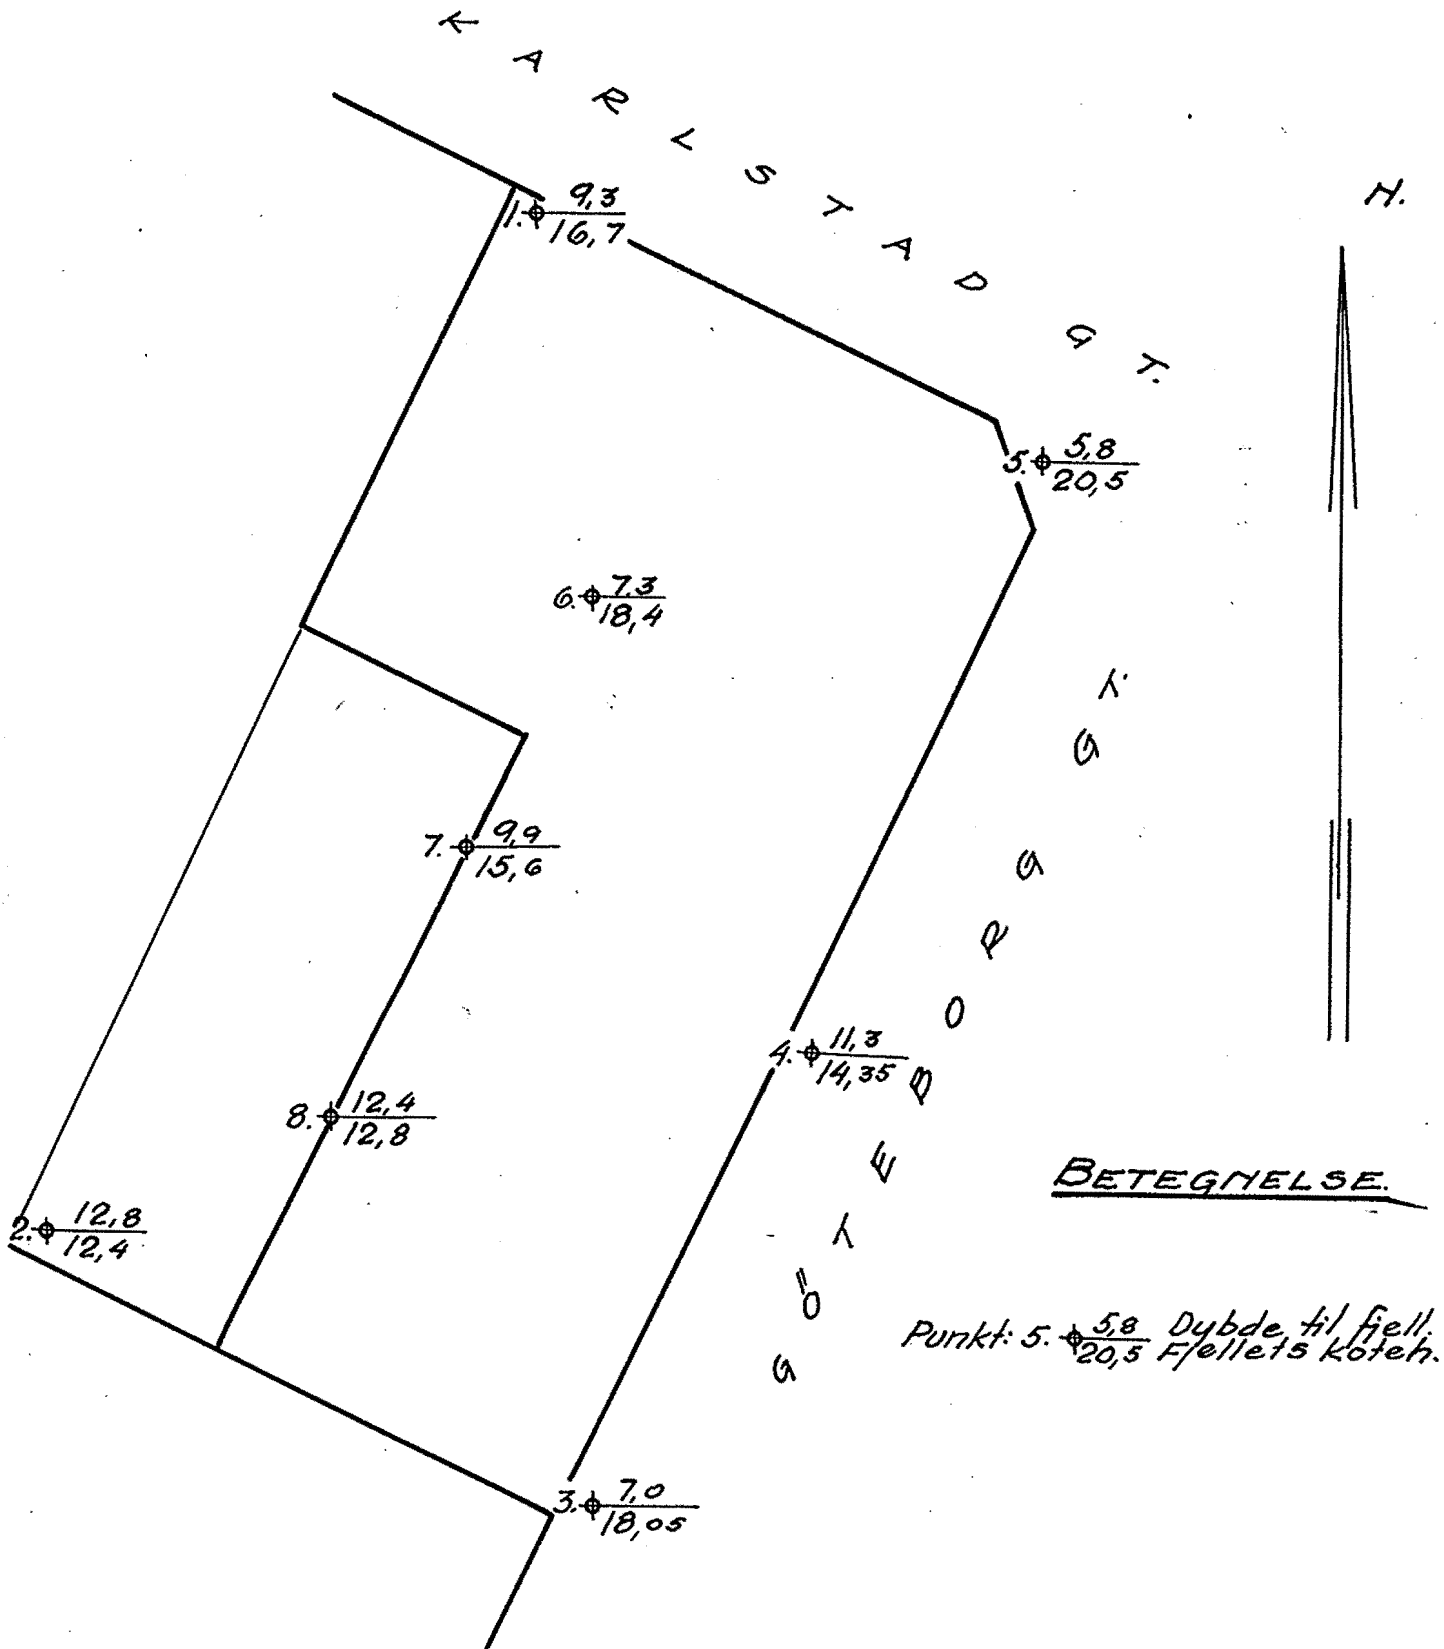 KARLSTAD GT.
N.
1. 9,3
16,7
5. 5,8
20,5
6. 7.3
18,4
7. 9,9
15,6
4. 11,3
14,35
8. 12,4
12,8
2. 12,8
12,4
3. 7,0
18,05
GÖTEBORGGT.
BETEGNELSE.
Punkt: 5. 5,8 Dybde til fjell.
20,5 Fjellets koteh.